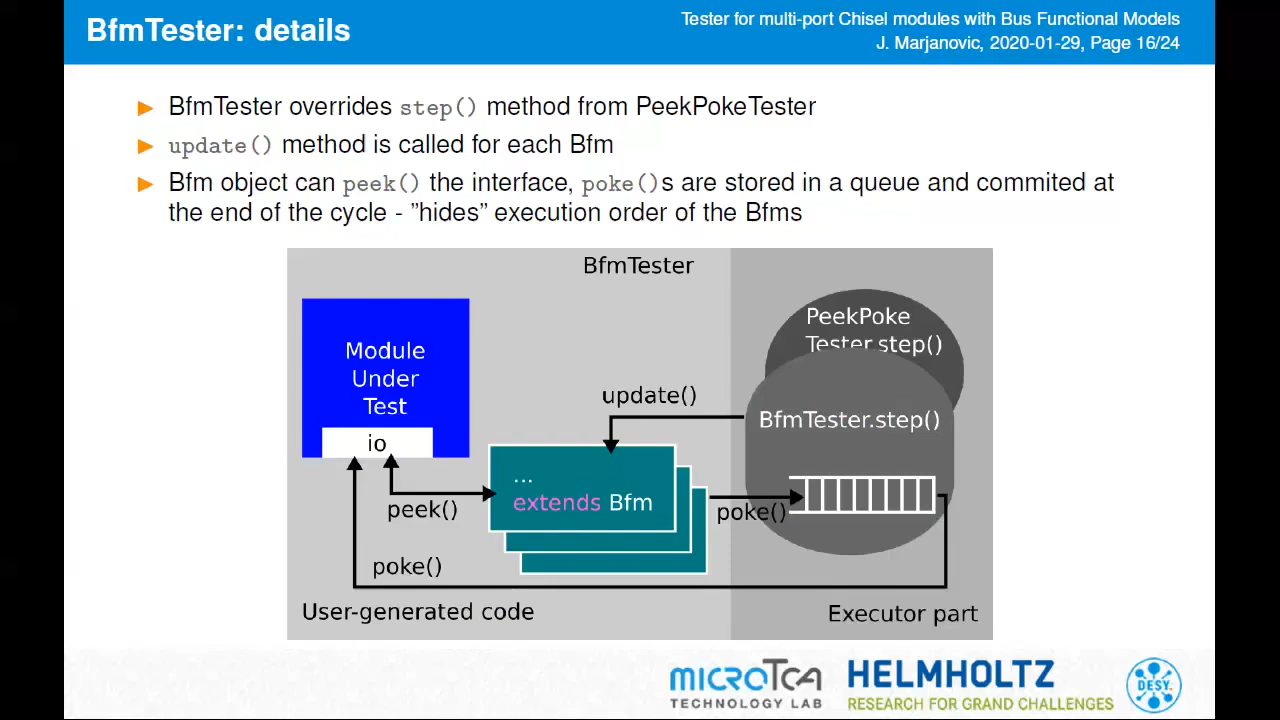 BfmTester: details
Tester for multi-port Chisel modules with Bus Functional Models
J. Marjanovic, 2020-01-29, Page 16/24
BfmTester overrides step() method from PeekPokeTester
update() method is called for each Bfm
Bfm object can peek() the interface, poke()s are stored in a queue and commited at
the end of the cycle - ”hides” execution order of the Bfms
BfmTester
PeekPoke
Tester.step()
Module
Under
Test
io
update()
BfmTester.step()
...
extends Bfm
peek()
poke()
poke()
User-generated code
Executor part
MicroTCA
TECHNOLOGY LAB
HELMHOLTZ
RESEARCH FOR GRAND CHALLENGES
DESY.